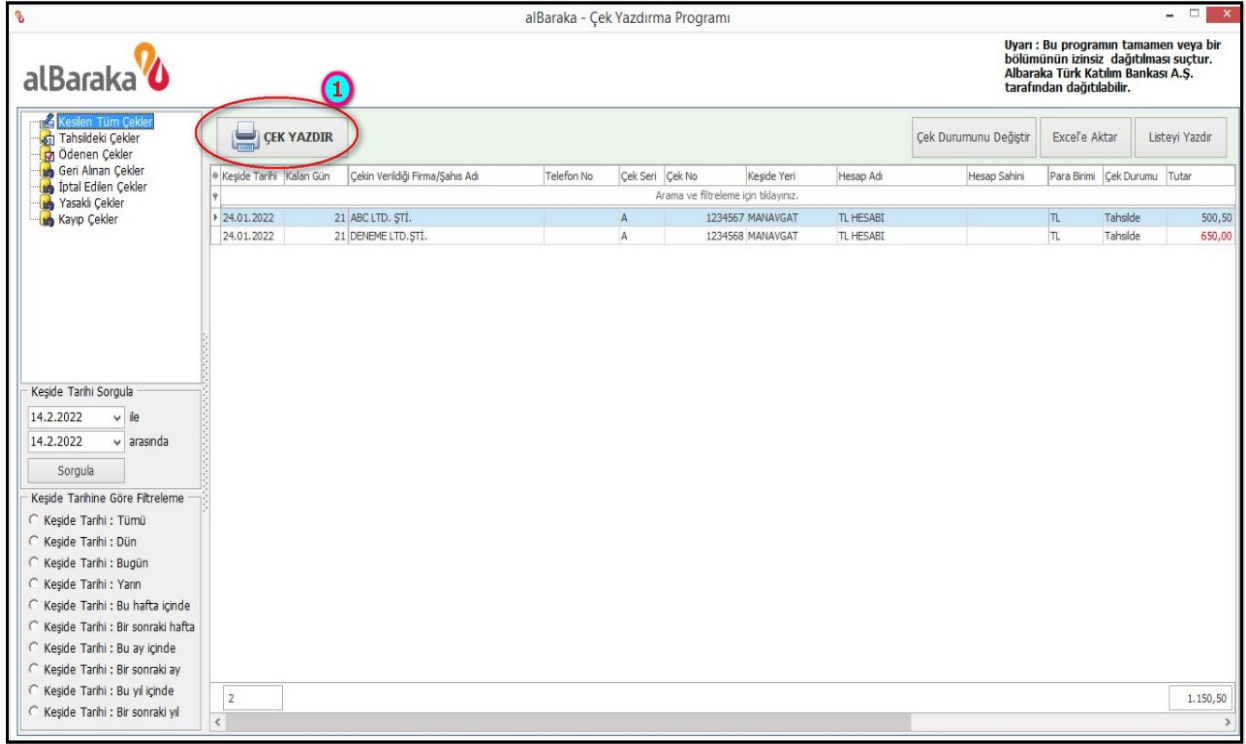 alBaraka - Çek Yazdırma Programı
alBaraka
Uyarı : Bu programın tamamen veya bir
bölümünün izinsiz dağıtılması suçtur.
Albaraka Türk Katılım Bankası A.Ş.
tarafından dağıtılabilir.
1
Kesilen Tüm Çekler
Tahsildeki Çekler
Ödenen Çekler
Geri Alınan Çekler
İptal Edilen Çekler
Yasaklı Çekler
Kayıp Çekler
ÇEK YAZDIR
Çek Durumunu Değiştir
Excel'e Aktar
Listeyi Yazdır
Keşide Tarihi Kalan Gün Çekin Verildiği Firma/Şahıs Adı Telefon No Çek Seri Çek No Keşide Yeri Hesap Adı Hesap Sahini Para Birimi Çek Durumu Tutar
Arama ve filtreleme için tıklayınız.
24.01.2022 21 ABC LTD. ŞTİ. A 1234567 MANAVGAT TL HESABI TL Tahsilde 500,50
24.01.2022 21 DENEME LTD.ŞTİ. A 1234568 MANAVGAT TL HESABI TL Tahsilde 650,00
Keşide Tarihi Sorgula
14.2.2022 ile
14.2.2022 arasında
Sorgula
Keşide Tarihine Göre Filtreleme
Keşide Tarihi : Tümü
Keşide Tarihi : Dün
Keşide Tarihi : Bugün
Keşide Tarihi : Yarın
Keşide Tarihi : Bu hafta içinde
Keşide Tarihi : Bir sonraki hafta
Keşide Tarihi : Bu ay içinde
Keşide Tarihi : Bir sonraki ay
Keşide Tarihi : Bu yıl içinde
Keşide Tarihi : Bir sonraki yıl
2 1.150,50